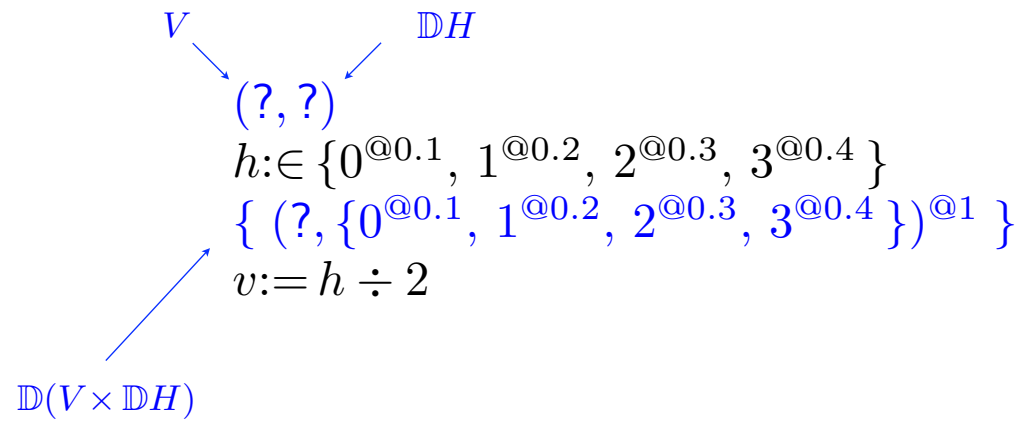 V 𝔻H
(?, ?)
h:∈ {0^{@0.1}, 1^{@0.2}, 2^{@0.3}, 3^{@0.4} }
{ (?, {0^{@0.1}, 1^{@0.2}, 2^{@0.3}, 3^{@0.4} })^{@1} }
v:= h ÷ 2
𝔻(V × 𝔻H)